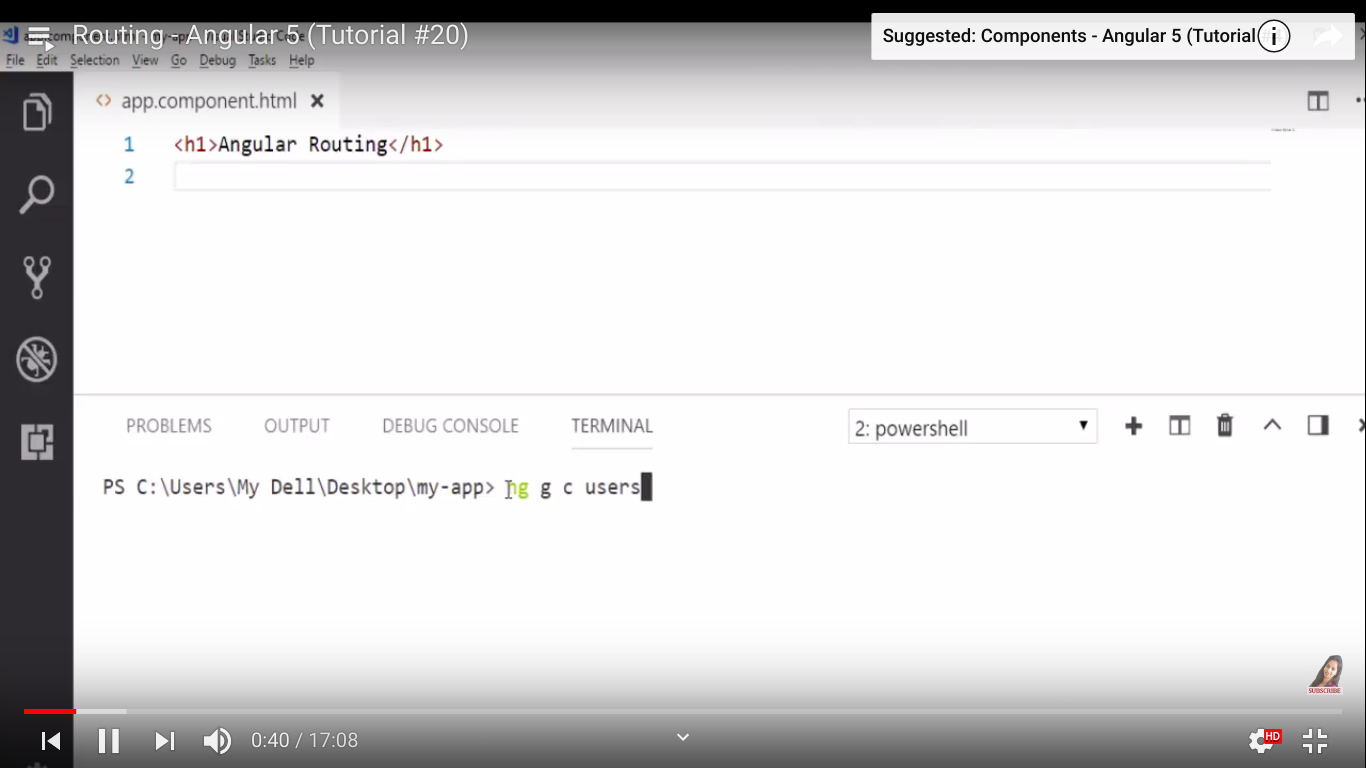 Routing - Angular 5 (Tutorial #20)
Suggested: Components - Angular 5 (Tutorial
File Edit Selection View Go Debug Tasks Help
<> app.component.html ×
1 <h1>Angular Routing</h1>
2
PROBLEMS OUTPUT DEBUG CONSOLE TERMINAL 2: powershell
PS C:\Users\My Dell\Desktop\my-app> ng g c users
SUBSCRIBE
0:40 / 17:08
HD